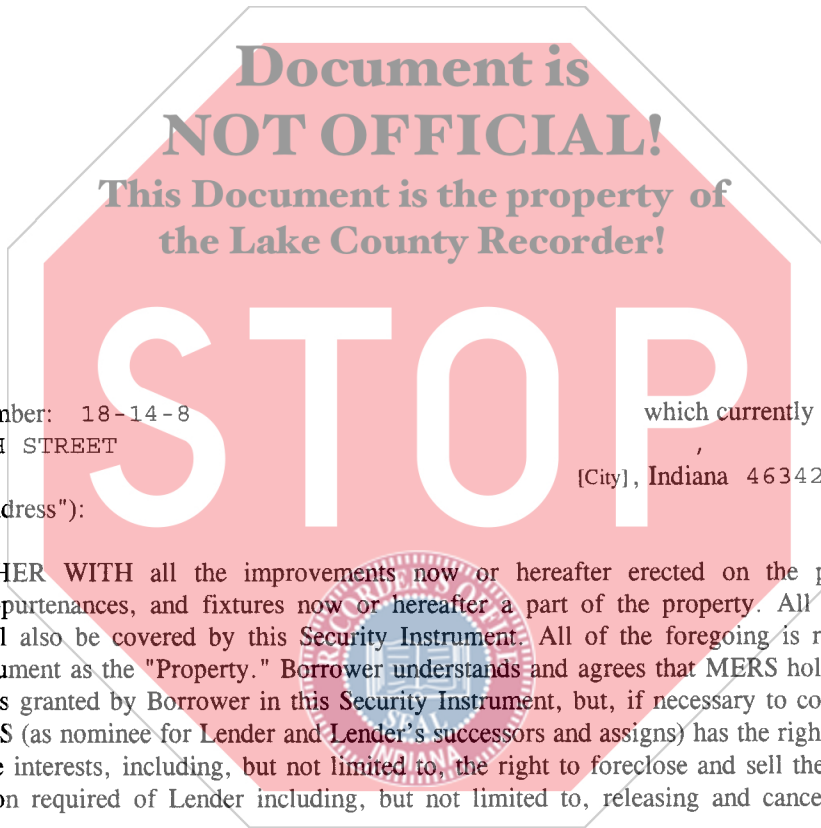 Document is
NOT OFFICIAL!
This Document is the property of
the Lake County Recorder!
STOP
mber: 18-14-8 which currently
H STREET ,
[City], Indiana 46342
dress"):
HER WITH all the improvements now or hereafter erected on the p
purtenances, and fixtures now or hereafter a part of the property. All
l also be covered by this Security Instrument. All of the foregoing is r
ument as the "Property." Borrower understands and agrees that MERS hol
s granted by Borrower in this Security Instrument, but, if necessary to co
S (as nominee for Lender and Lender's successors and assigns) has the right
e interests, including, but not limited to, the right to foreclose and sell the
on required of Lender including, but not limited to, releasing and cance
RECORDER'S OFFICE
SEAL
INDIANA